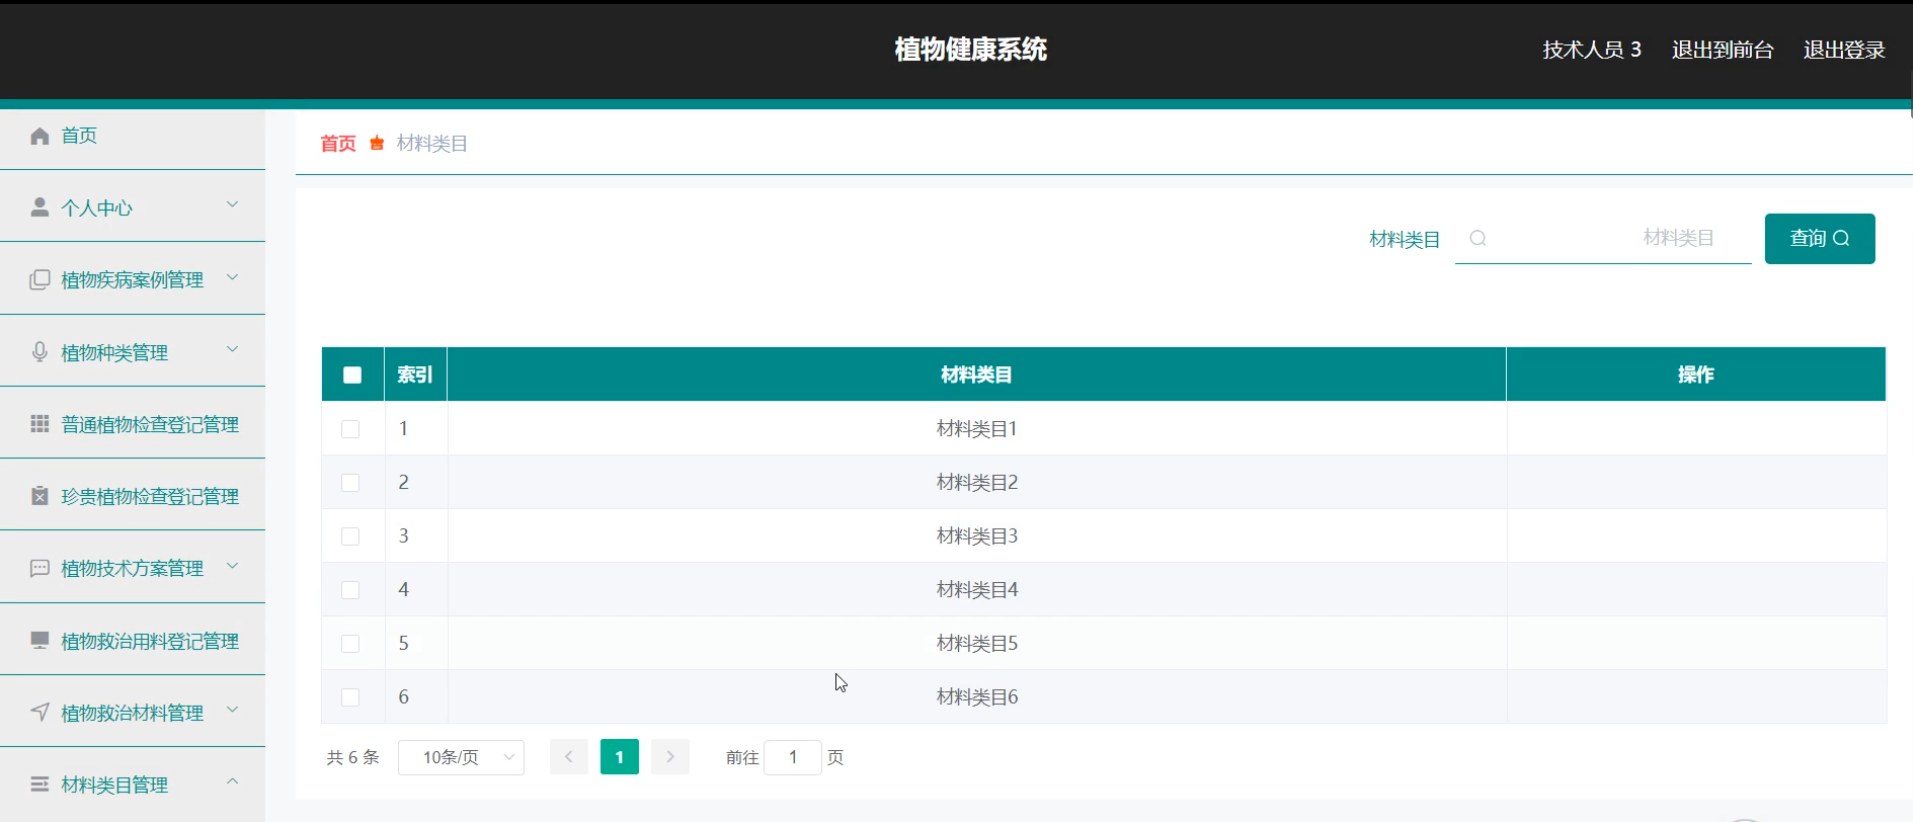 植物健康系统
技术人员 3 退出到前台 退出登录
首页
个人中心
植物疾病案例管理
植物种类管理
普通植物检查登记管理
珍贵植物检查登记管理
植物技术方案管理
植物救治用料登记管理
植物救治材料管理
材料类目管理
首页 材料类目
材料类目 材料类目 查询
索引 材料类目 操作
1 材料类目1
2 材料类目2
3 材料类目3
4 材料类目4
5 材料类目5
6 材料类目6
共 6 条 10条/页 1 前往 1 页